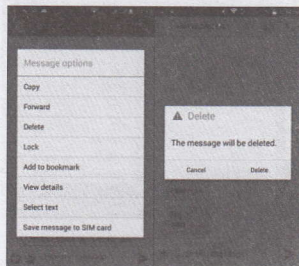 Message options
Copy
Forward
Delete
Lock
Add to bookmark
View details
Select text
Save message to SIM card
Delete
The message will be deleted.
Cancel
Delete